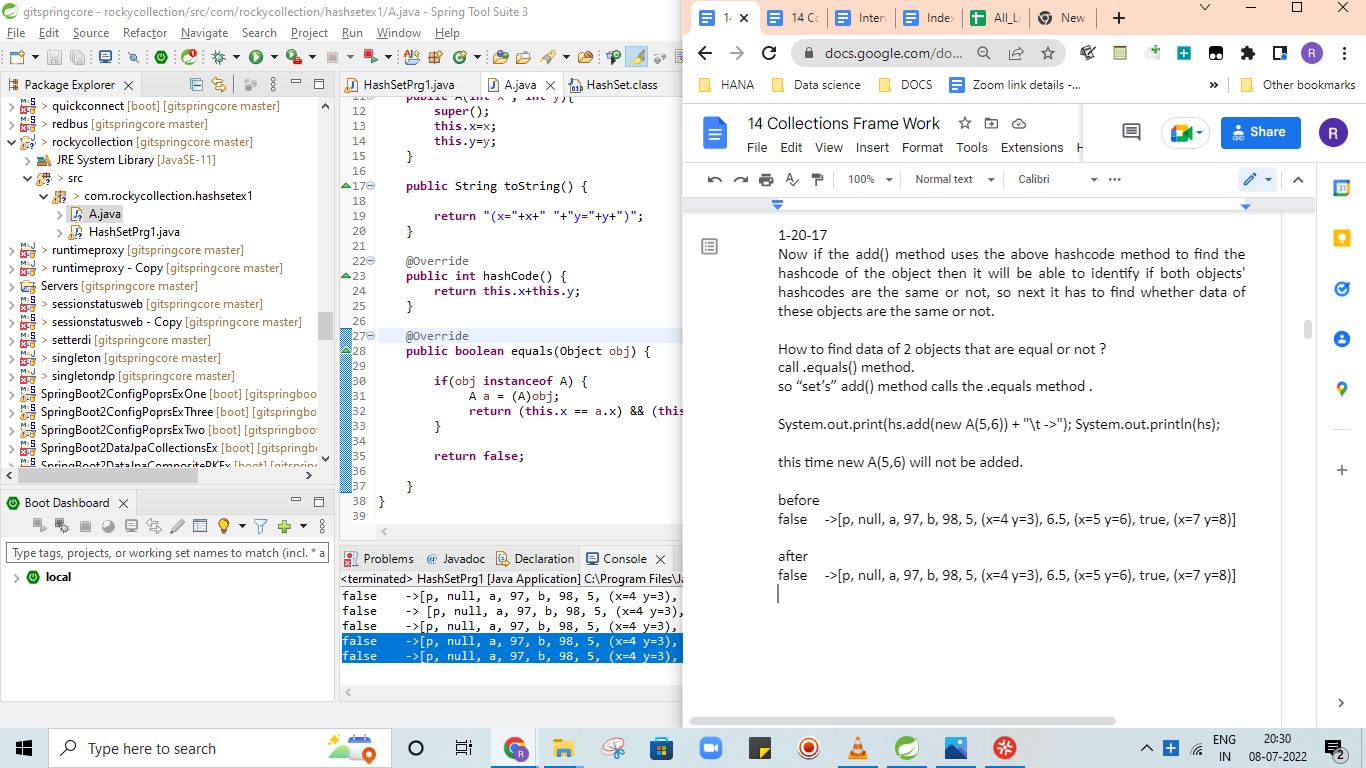 gitspringcore - rockycollection/src/com/rockycollection/hashsetex1/A.java - Spring Tool Suite 3
File Edit Source Refactor Navigate Search Project Run Window Help
Package Explorer
> quickconnect [boot] [gitspringcore master]
> redbus [gitspringcore master]
> rockycollection [gitspringcore master]
JRE System Library [JavaSE-11]
> src
> com.rockycollection.hashsetex1
> A.java
> HashSetPrg1.java
> runtimeproxy [gitspringcore master]
> runtimeproxy - Copy [gitspringcore master]
Servers [gitspringcore master]
> sessionstatusweb [gitspringcore master]
> sessionstatusweb - Copy [gitspringcore master]
> setterdi [gitspringcore master]
> singleton [gitspringcore master]
> singletondp [gitspringcore master]
SpringBoot2ConfigPoprsExOne [boot] [gitspringboo
SpringBoot2ConfigPoprsExThree [boot] [gitspringboo
SpringBoot2ConfigPoprsExTwo [boot] [gitspringboo
SpringBoot2DataJpaCollectionsEx [boot] [gitspringbo
SpringBoot2DataJpaCompositePKEx [boot] [gitspring
Boot Dashboard
Type tags, projects, or working set names to match (incl. * a
local
HashSetPrg1.java
A.java
HashSet.class
11 public A(int x , int y){
12 super();
13 this.x=x;
14 this.y=y;
15 }
16
17 public String toString() {
18
19 return "(x="+x+" "+"y="+y+")";
20 }
21
22 @Override
23 public int hashCode() {
24 return this.x+this.y;
25 }
26
27 @Override
28 public boolean equals(Object obj) {
29
30 if(obj instanceof A) {
31 A a = (A)obj;
32 return (this.x == a.x) && (this
33 }
34
35 return false;
36
37 }
38 }
39
Problems @ Javadoc Declaration Console
<terminated> HashSetPrg1 [Java Application] C:\Program Files\Ja
false ->[p, null, a, 97, b, 98, 5, (x=4 y=3),
false -> [p, null, a, 97, b, 98, 5, (x=4 y=3),
false ->[p, null, a, 97, b, 98, 5, (x=4 y=3),
false ->[p, null, a, 97, b, 98, 5, (x=4 y=3),
false ->[p, null, a, 97, b, 98, 5, (x=4 y=3),
14 14 Co Inter Index All_Li New
docs.google.com/do...
R
HANA Data science DOCS Zoom link details -... » Other bookmarks
14 Collections Frame Work
File Edit View Insert Format Tools Extensions H
Share
R
100% Normal text Calibri
31
1-20-17
Now if the add() method uses the above hashcode method to find the
hashcode of the object then it will be able to identify if both objects'
hashcodes are the same or not, so next it has to find whether data of
these objects are the same or not.
How to find data of 2 objects that are equal or not ?
call .equals() method.
so “set’s” add() method calls the .equals method .
System.out.print(hs.add(new A(5,6)) + "\t ->"); System.out.println(hs);
this time new A(5,6) will not be added.
before
false ->[p, null, a, 97, b, 98, 5, (x=4 y=3), 6.5, (x=5 y=6), true, (x=7 y=8)]
after
false ->[p, null, a, 97, b, 98, 5, (x=4 y=3), 6.5, (x=5 y=6), true, (x=7 y=8)]
Type here to search
R
ENG
IN
20:30
08-07-2022
2